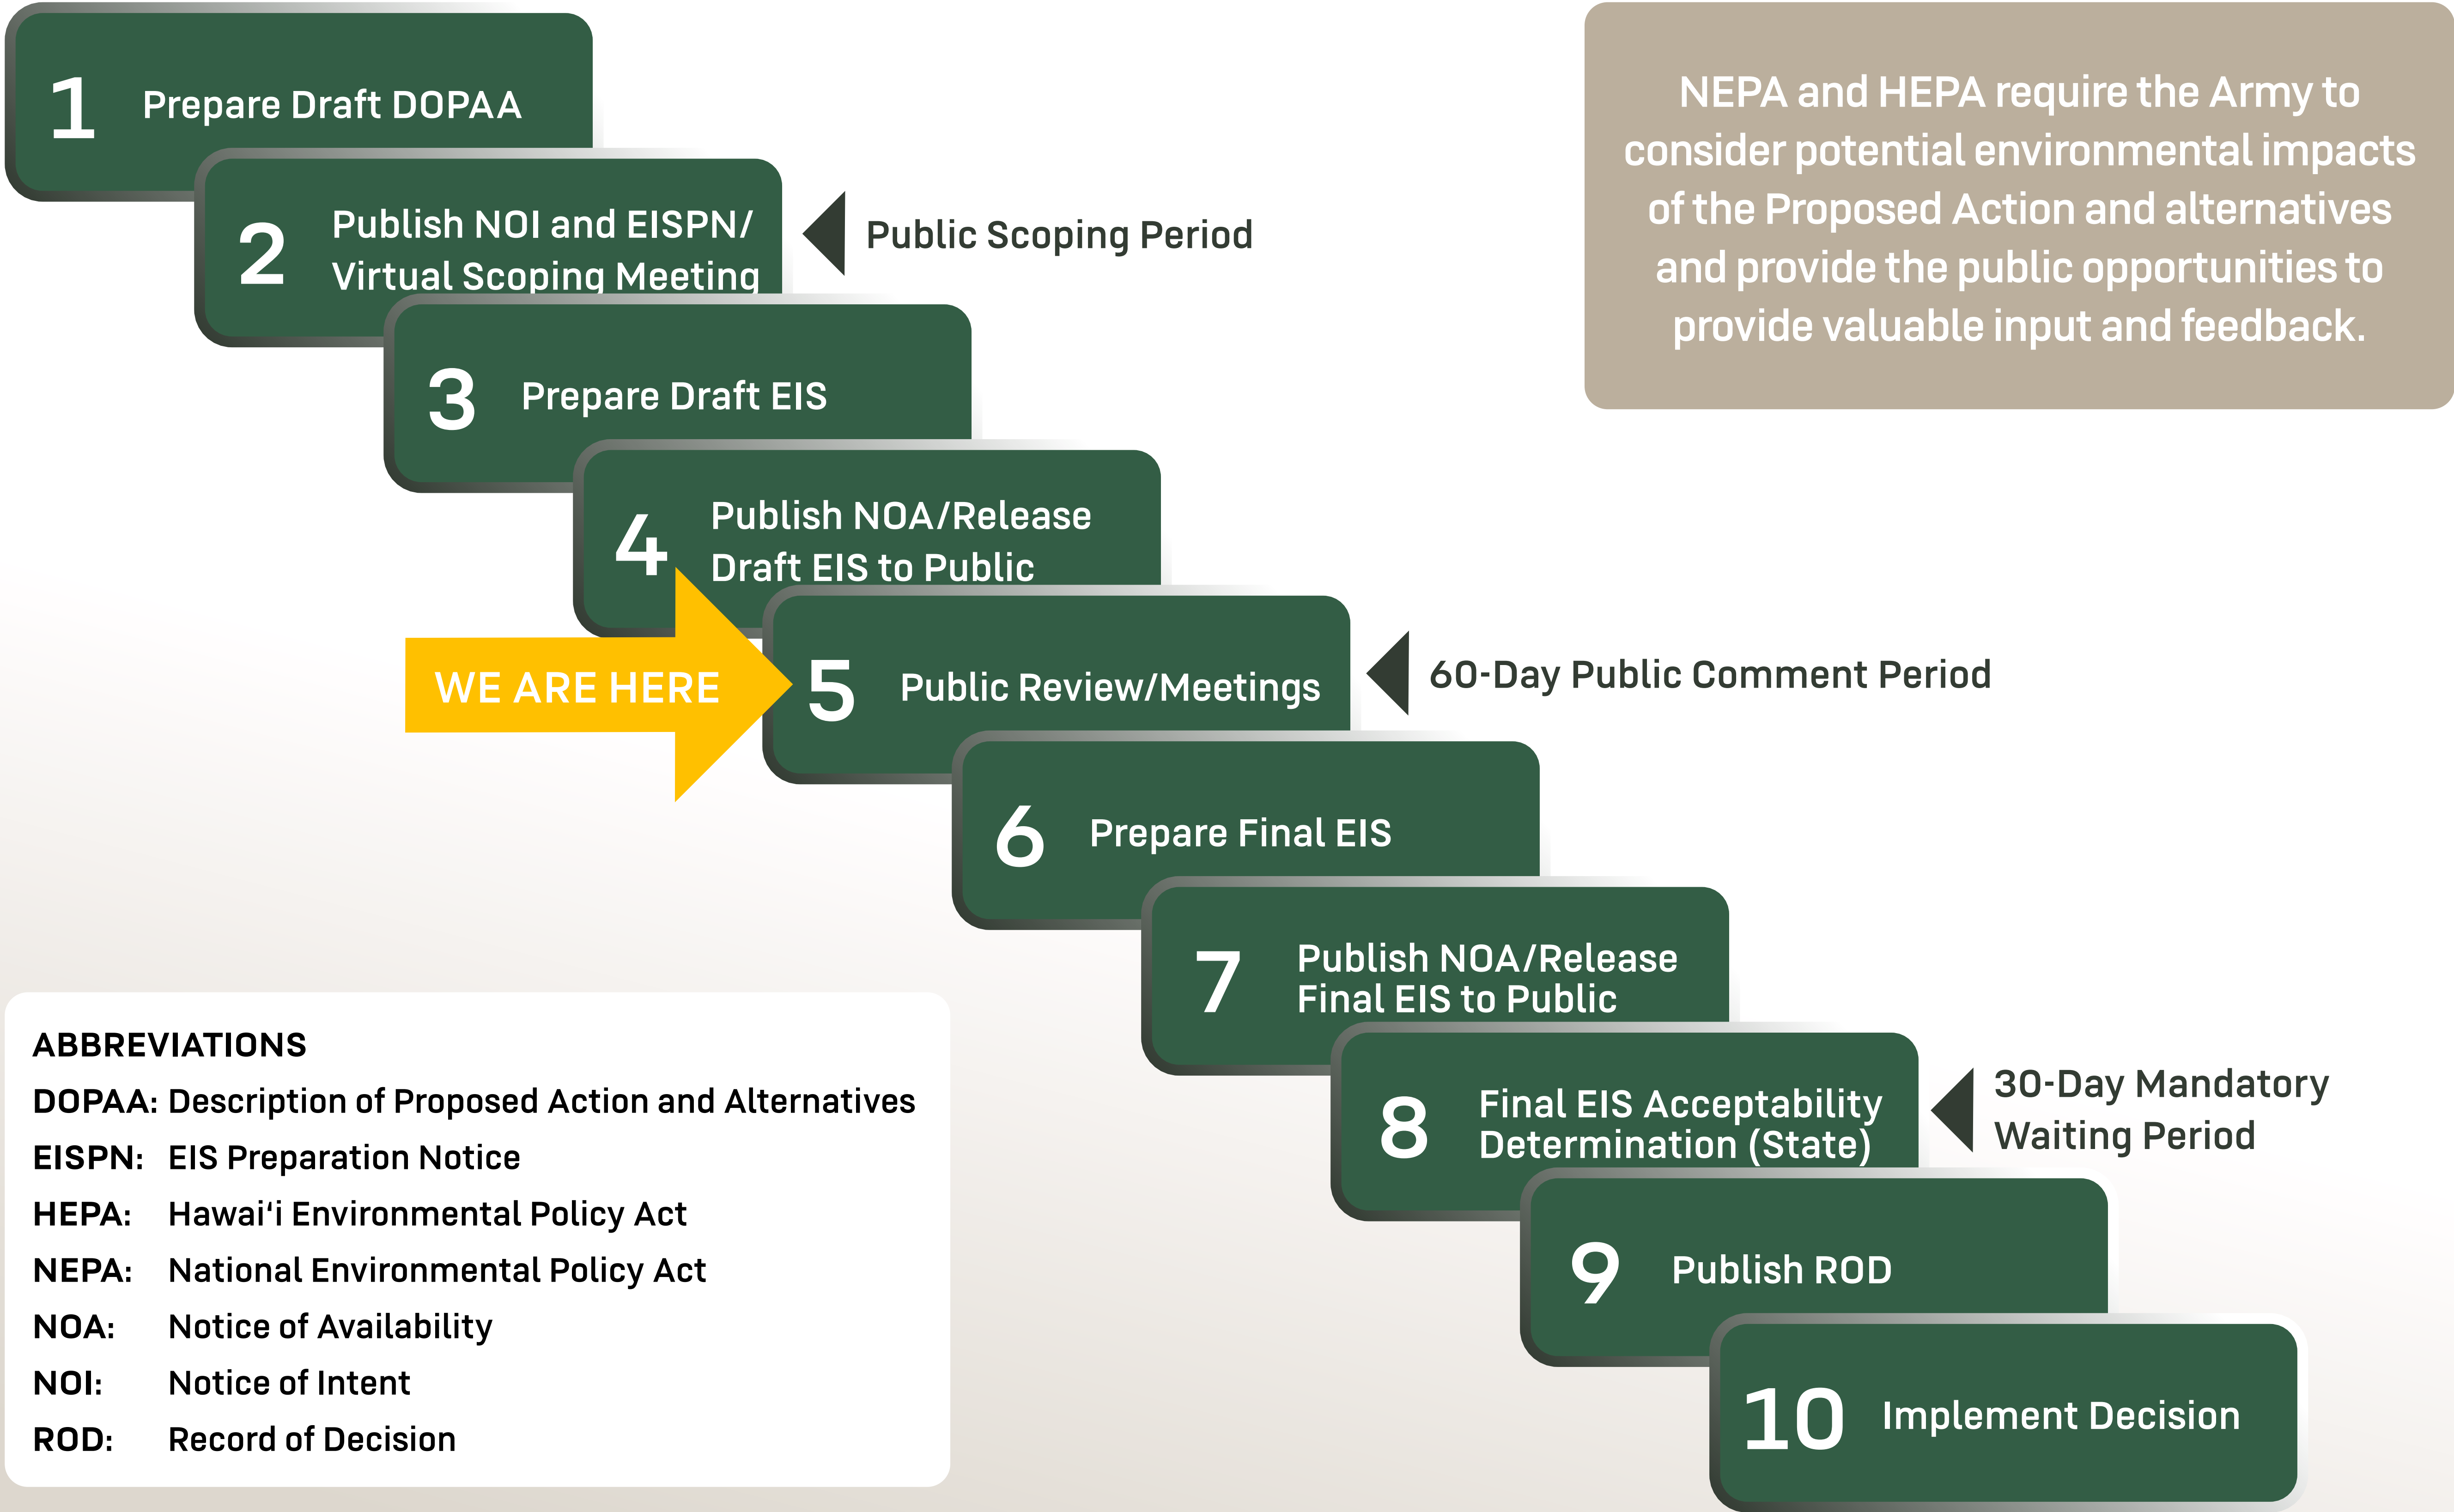 1
Prepare Draft DOPAA
2
Publish NOI and EISPN/
Virtual Scoping Meeting
Public Scoping Period
3
Prepare Draft EIS
4
Publish NOA/Release
Draft EIS to Public
WE ARE HERE
5
Public Review/Meetings
60-Day Public Comment Period
6
Prepare Final EIS
7
Publish NOA/Release
Final EIS to Public
8
Final EIS Acceptability
Determination (State)
30-Day Mandatory
Waiting Period
9
Publish ROD
10
Implement Decision
NEPA and HEPA require the Army to
consider potential environmental impacts
of the Proposed Action and alternatives
and provide the public opportunities to
provide valuable input and feedback.
ABBREVIATIONS
DOPAA: Description of Proposed Action and Alternatives
EISPN: EIS Preparation Notice
HEPA: Hawai‘i Environmental Policy Act
NEPA: National Environmental Policy Act
NOA: Notice of Availability
NOI: Notice of Intent
ROD: Record of Decision